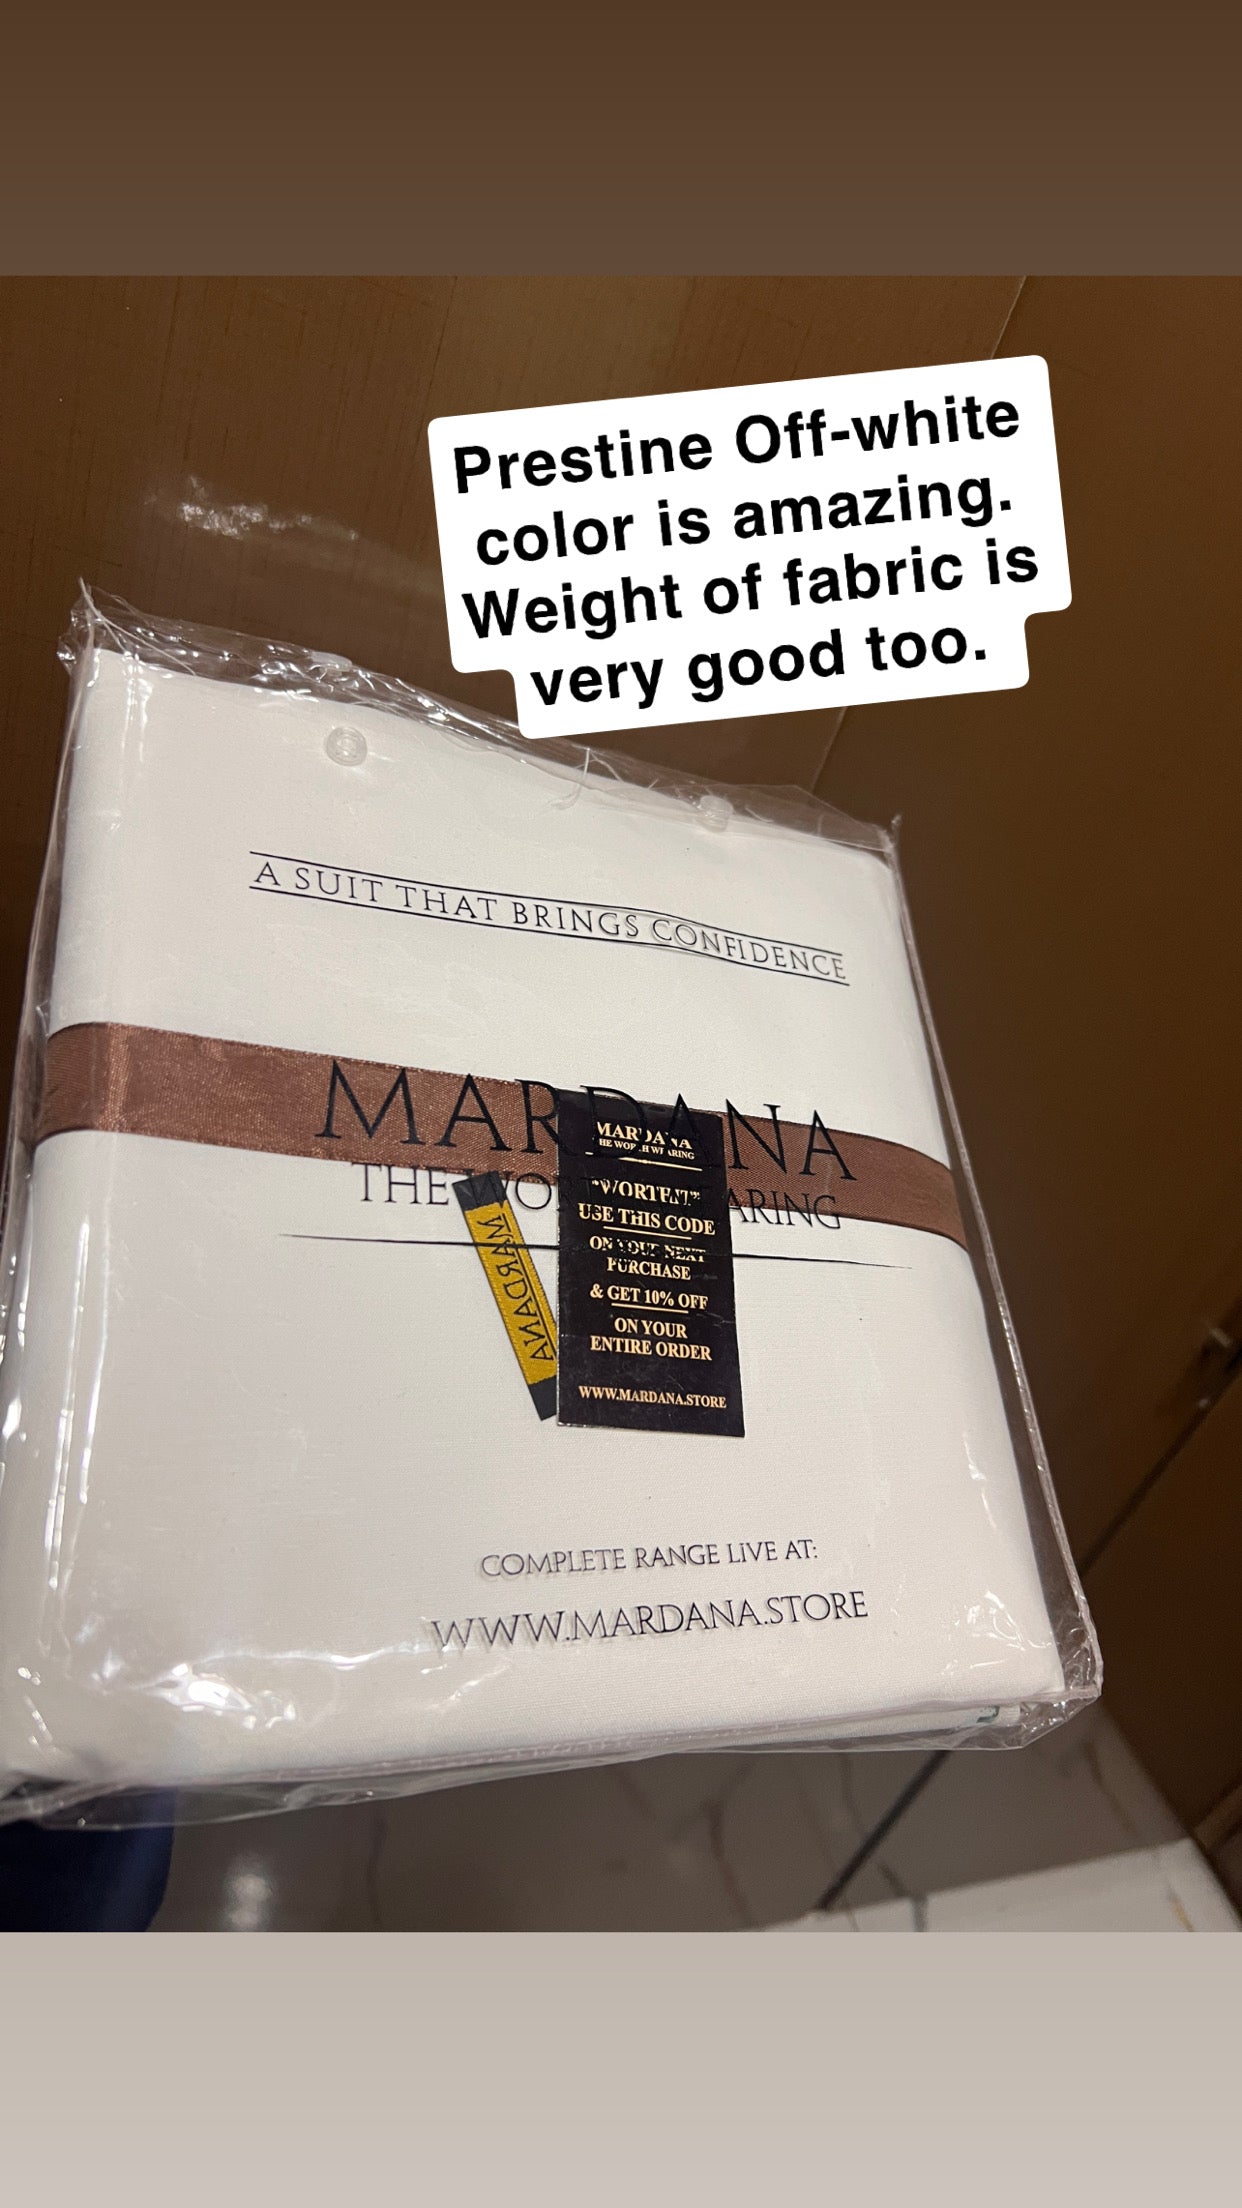 Prestine Off-white
color is amazing.
Weight of fabric is
very good too.
A SUIT THAT BRINGS CONFIDENCE
MARDANA
THE WEARING
MARDANA
MARDANA
USE THIS CODE
ON YOUR NEXT
PURCHASE
& GET 10% OFF
ON YOUR
ENTIRE ORDER
WWW.MARDANA.STORE
COMPLETE RANGE LIVE AT:
WWW.MARDANA.STORE